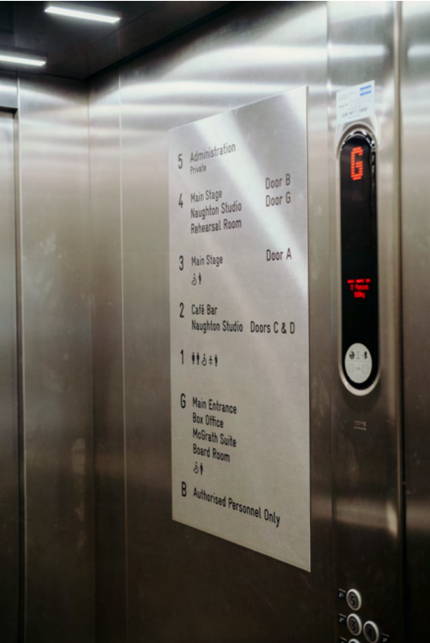 5 Administration
Private
4 Main Stage Door B
Naughton Studio Door G
Rehearsal Room
3 Main Stage Door A
2 Café Bar
Naughton Studio Doors C & D
1
G Main Entrance
Box Office
McGrath Suite
Board Room
B Authorised Personnel Only
G